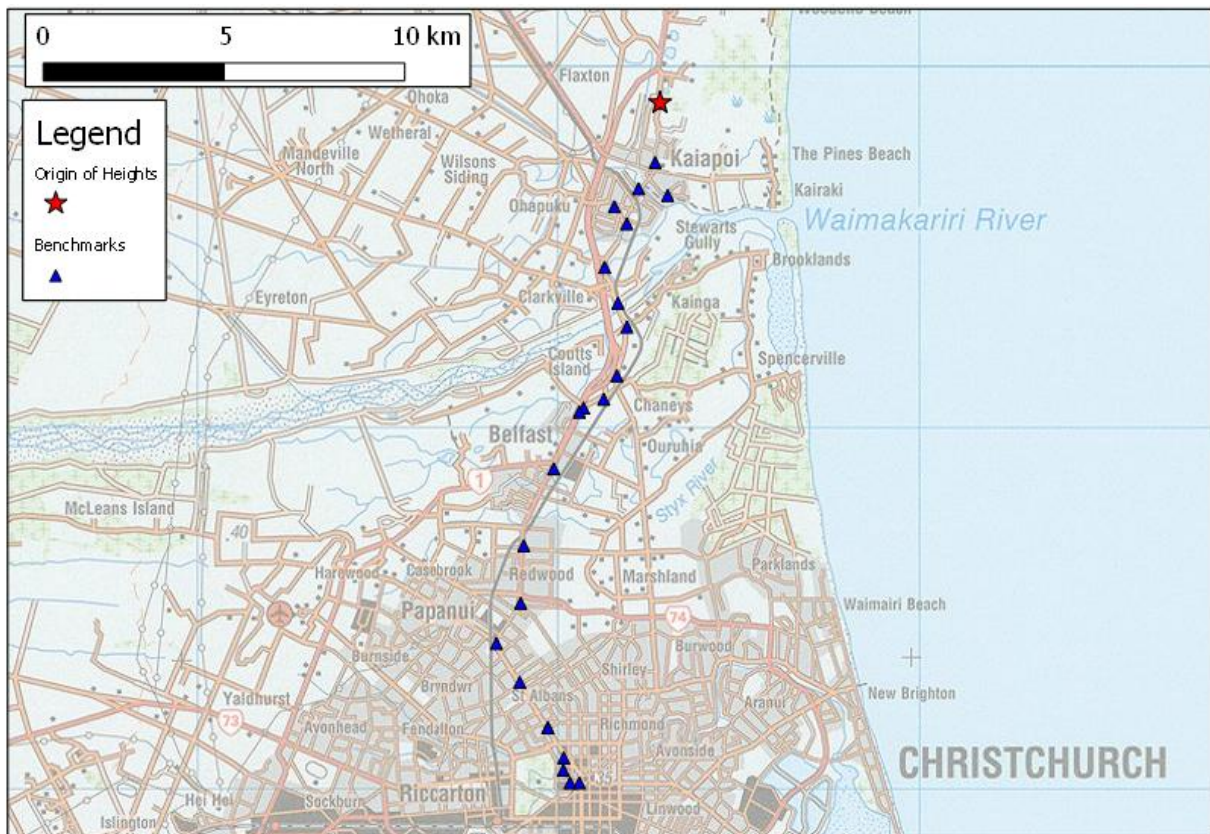 Woodend Beach
0 5 10 km
Flaxton
Ohoka
Legend
Wetheral
Mandeville
North
Wilsons
Siding
Kaiapoi
The Pines Beach
Origin of Heights
Kairaki
Ohapuku
Waimakariri River
Stewarts
Gully
Benchmarks
Brooklands
Eyreton
Clarkville
Kainga
Coutts
Island
Spencerville
Chaneys
Belfast
Ouruhia
1
Styx River
McLeans Island
40
Harewood
Casebrook
Redwood
Marshland
Parklands
Papanui
74
Waimairi Beach
Burnside
Shirley
Burwood
Bryndwr
St Albans
New Brighton
Yaldhurst
73
Avonhead
Fendalton
Richmond
Aranui
Avonside
CHRISTCHURCH
Riccarton
Hei Hei
Sockburn
Linwood
Islington